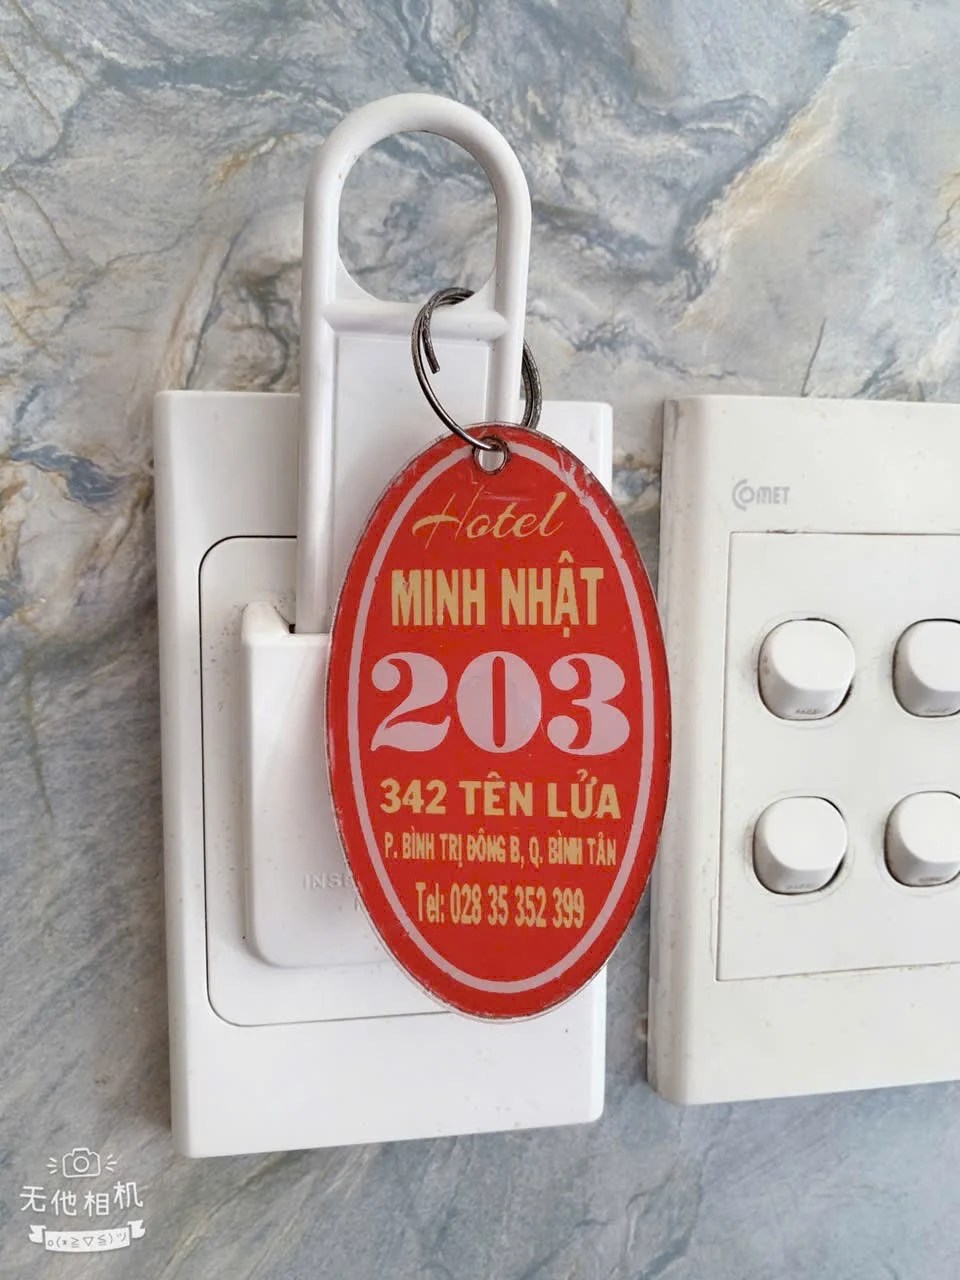 Hotel
MINH NHẬT
203
342 TÊN LỬA
P. BÌNH TRỊ ĐÔNG B, Q. BÌNH TÂN
Tel: 028 35 352 399
COMET
无他相机
o(*≧▽≦)ツ